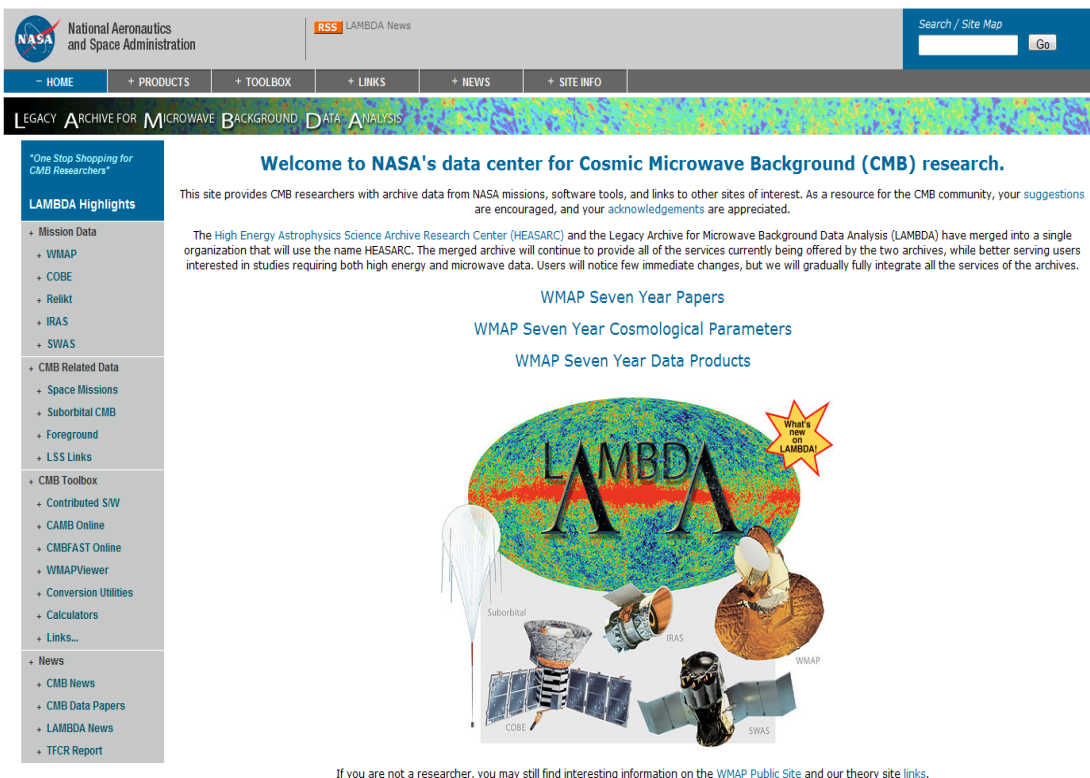 NASA
National Aeronautics
and Space Administration
RSS LAMBDA News
Search / Site Map
Go
− HOME
+ PRODUCTS
+ TOOLBOX
+ LINKS
+ NEWS
+ SITE INFO
LEGACY ARCHIVE FOR MICROWAVE BACKGROUND DATA ANALYSIS
"One Stop Shopping for
CMB Researchers"
LAMBDA Highlights
+ Mission Data
+ WMAP
+ COBE
+ Relikt
+ IRAS
+ SWAS
+ CMB Related Data
+ Space Missions
+ Suborbital CMB
+ Foreground
+ LSS Links
+ CMB Toolbox
+ Contributed S/W
+ CAMB Online
+ CMBFAST Online
+ WMAPViewer
+ Conversion Utilities
+ Calculators
+ Links...
+ News
+ CMB News
+ CMB Data Papers
+ LAMBDA News
+ TFCR Report
Welcome to NASA's data center for Cosmic Microwave Background (CMB) research.
This site provides CMB researchers with archive data from NASA missions, software tools, and links to other sites of interest. As a resource for the CMB community, your suggestions
are encouraged, and your acknowledgements are appreciated.
The High Energy Astrophysics Science Archive Research Center (HEASARC) and the Legacy Archive for Microwave Background Data Analysis (LAMBDA) have merged into a single
organization that will use the name HEASARC. The merged archive will continue to provide all of the services currently being offered by the two archives, while better serving users
interested in studies requiring both high energy and microwave data. Users will notice few immediate changes, but we will gradually fully integrate all the services of the archives.
WMAP Seven Year Papers
WMAP Seven Year Cosmological Parameters
WMAP Seven Year Data Products
What's
new
on
LAMBDA!
LAMBDA
Suborbital
IRAS
WMAP
COBE
SWAS
If you are not a researcher, you may still find interesting information on the WMAP Public Site and our theory site links.